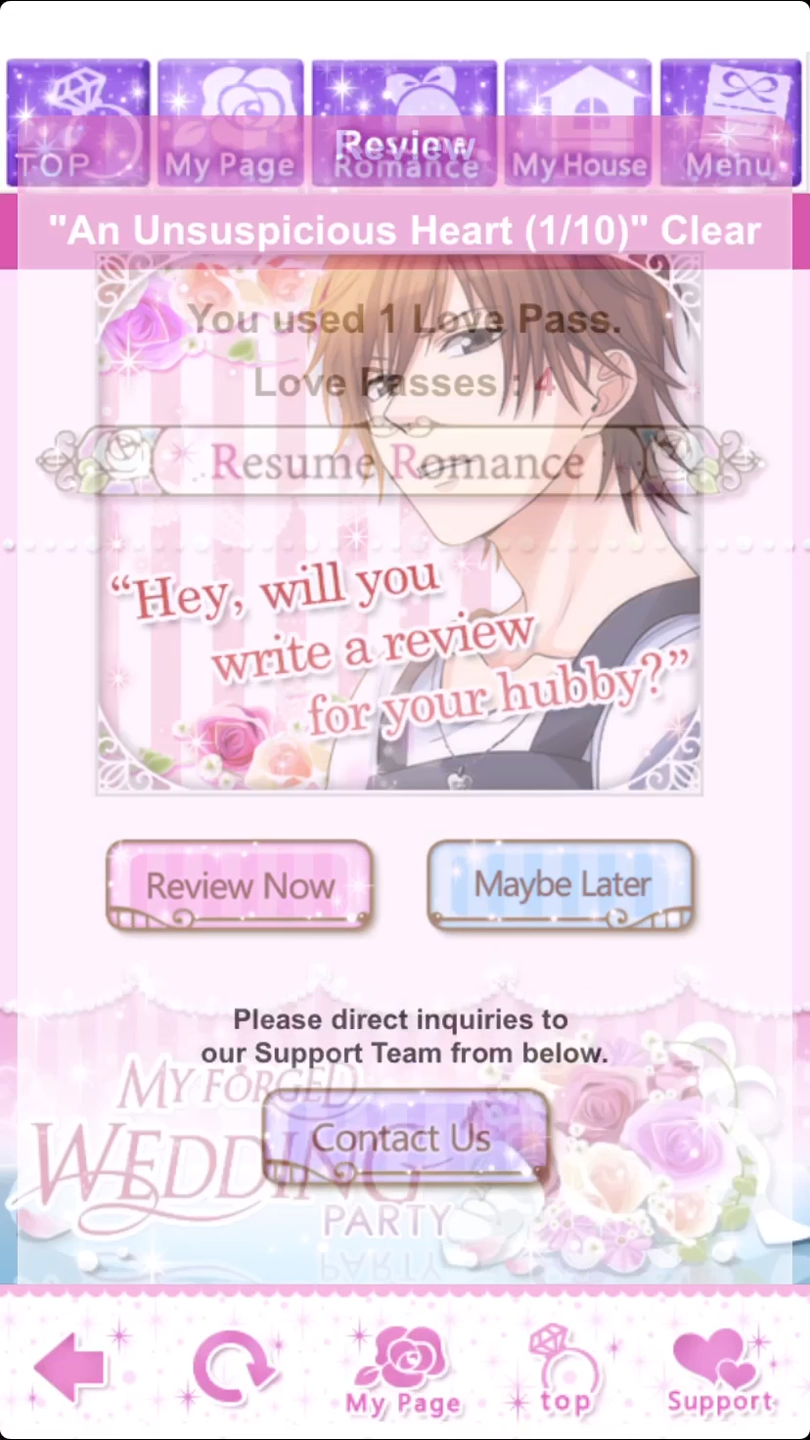 TOP
My Page
Review
Romance
My House
Menu
"An Unsuspicious Heart (1/10)" Clear
You used 1 Love Pass.
Love Passes : 4
Resume Romance
“Hey, will you
write a review
for your hubby?”
Review Now
Maybe Later
Please direct inquiries to
our Support Team from below.
MY FORGED
WEDDING
PARTY
Contact Us
My Page
top
Support